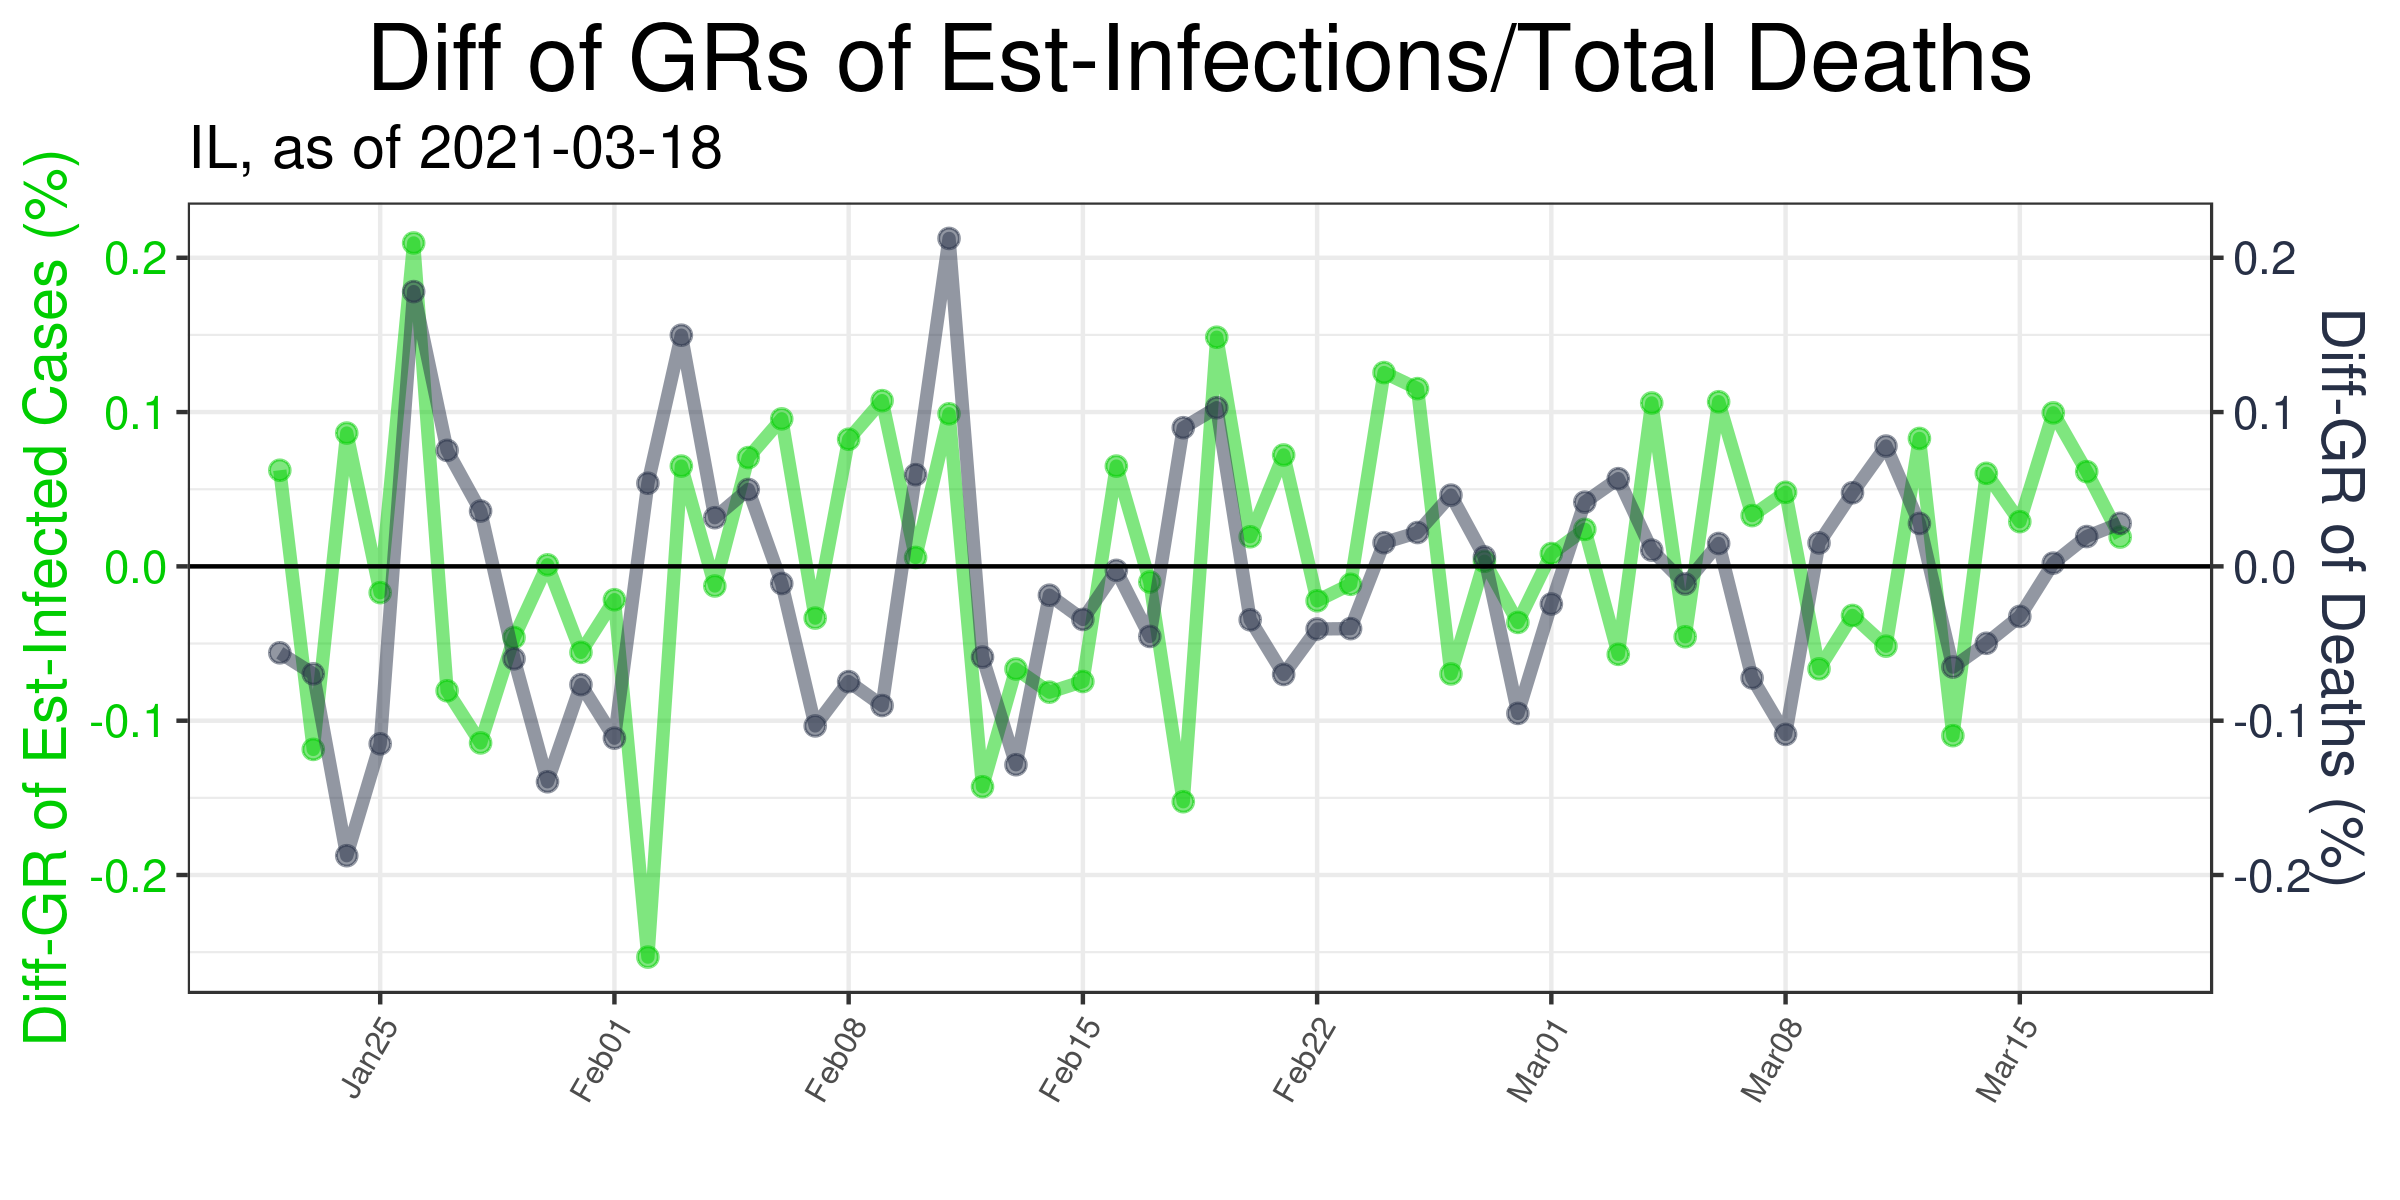 Diff of GRs of Est-Infections/Total Deaths
IL, as of 2021-03-18
Diff-GR of Est-Infected Cases (%)
0.2
0.1
0.0
-0.1
-0.2
0.2
0.1
0.0
-0.1
-0.2
Diff-GR of Deaths (%)
Jan25
Feb01
Feb08
Feb15
Feb22
Mar01
Mar08
Mar15